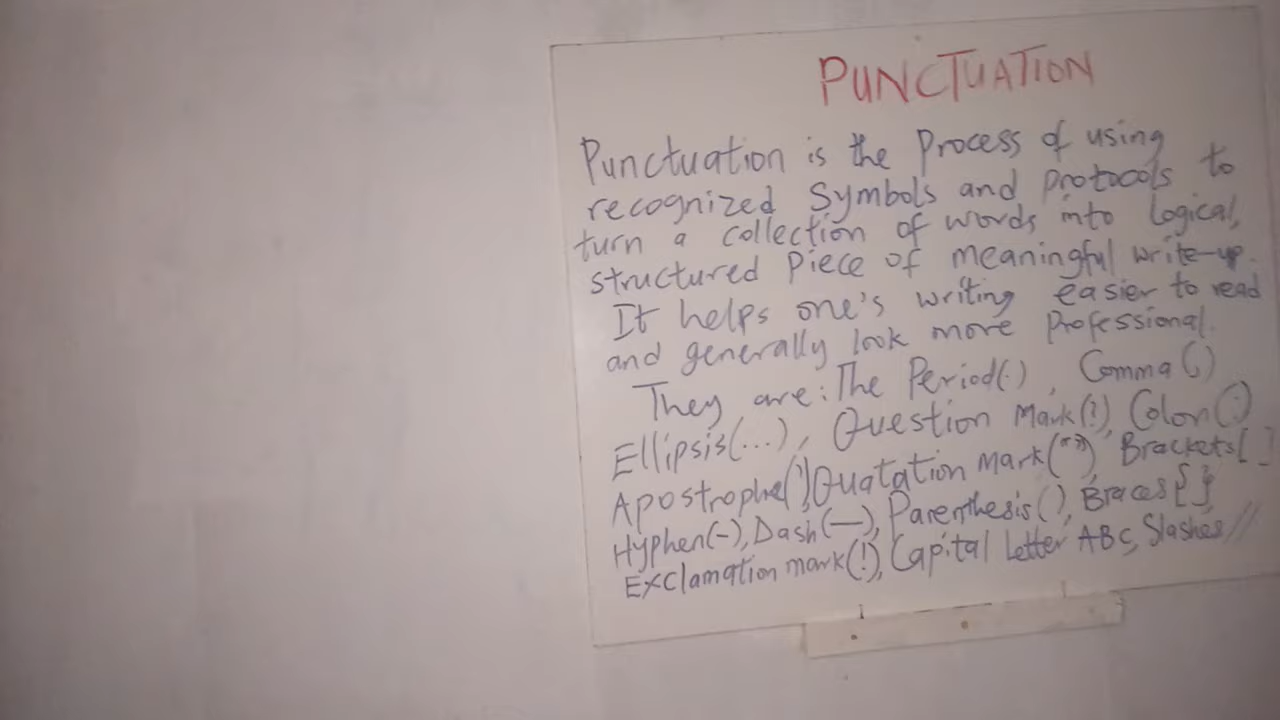 PUNCTUATION
Punctuation is the Process of using
recognized Symbols and protocols to
turn a collection of words into logical,
structured Piece of meaningful write-up.
It helps one's writing easier to read
and generally look more Professional.
They are: The Period(.), Comma(,)
Ellipsis(...), Question Mark(?), Colon(:)
Apostrophe('), Quatation mark(""), Brackets[ ]
Hyphen(-), Dash(—), Parenthesis(), Braces{ },
Exclamation mark(!), Capital Letter ABC, Slashes//